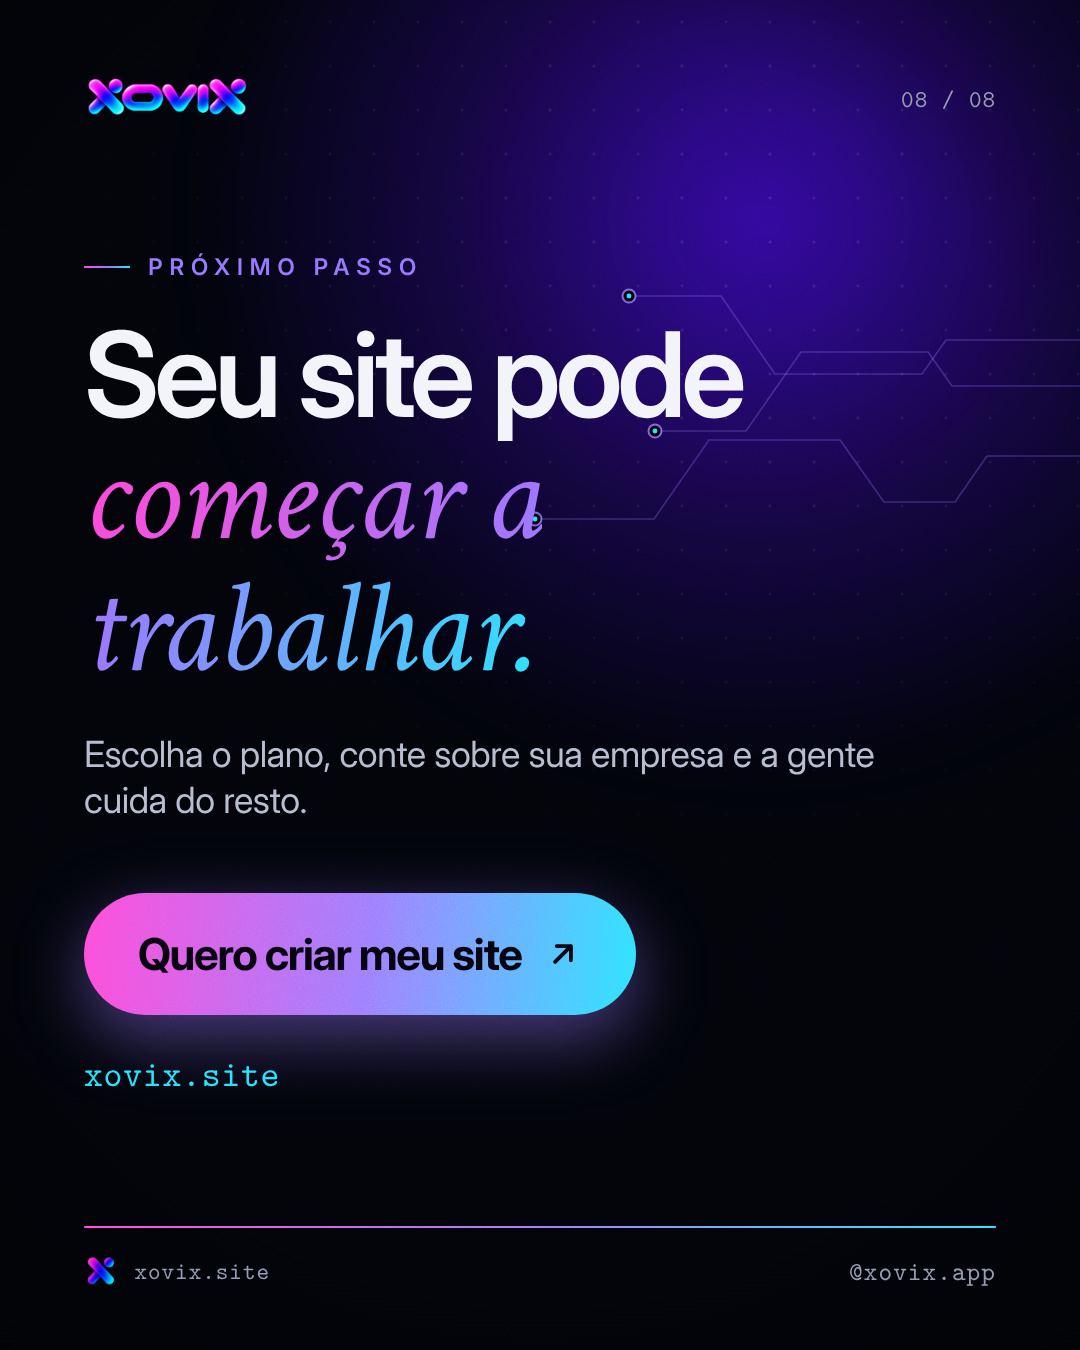 XOVIX
08 / 08
PRÓXIMO PASSO
Seu site pode
começar a
trabalhar.
Escolha o plano, conte sobre sua empresa e a gente
cuida do resto.
Quero criar meu site
xovix.site
xovix.site
@xovix.app